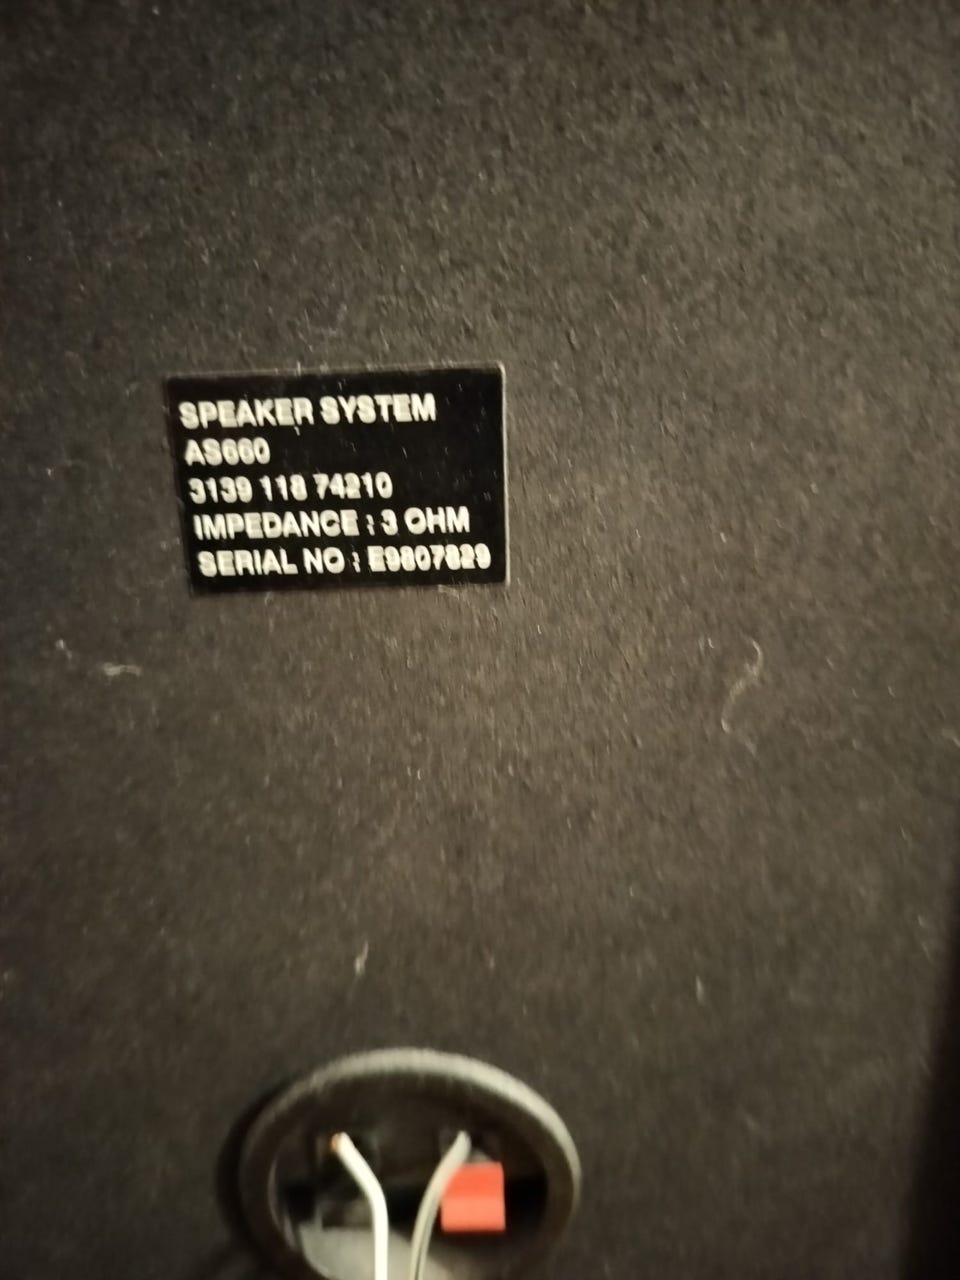 SPEAKER SYSTEM
AS660
3139 118 74210
IMPEDANCE : 3 OHM
SERIAL NO : E9807829